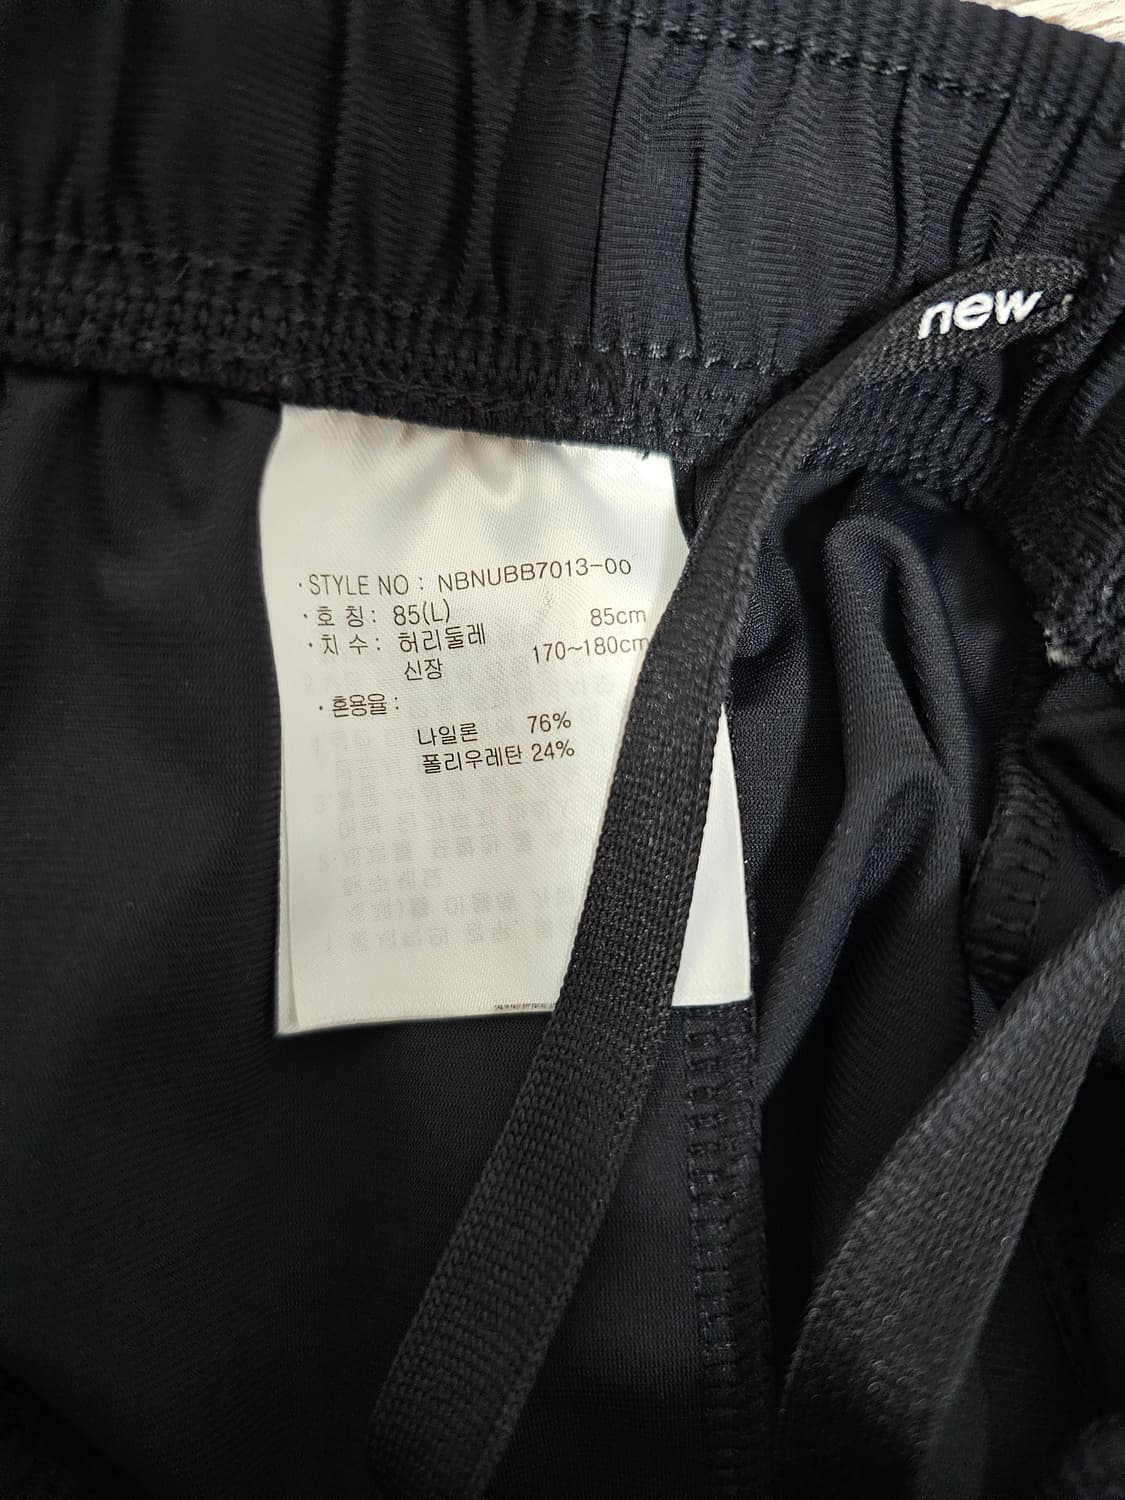 new
·STYLE NO : NBNUBB7013-00
·호 칭 : 85(L)
·치 수 : 허리둘레 85cm
신장 170~180cm
·혼용율 :
나일론 76%
폴리우레탄 24%